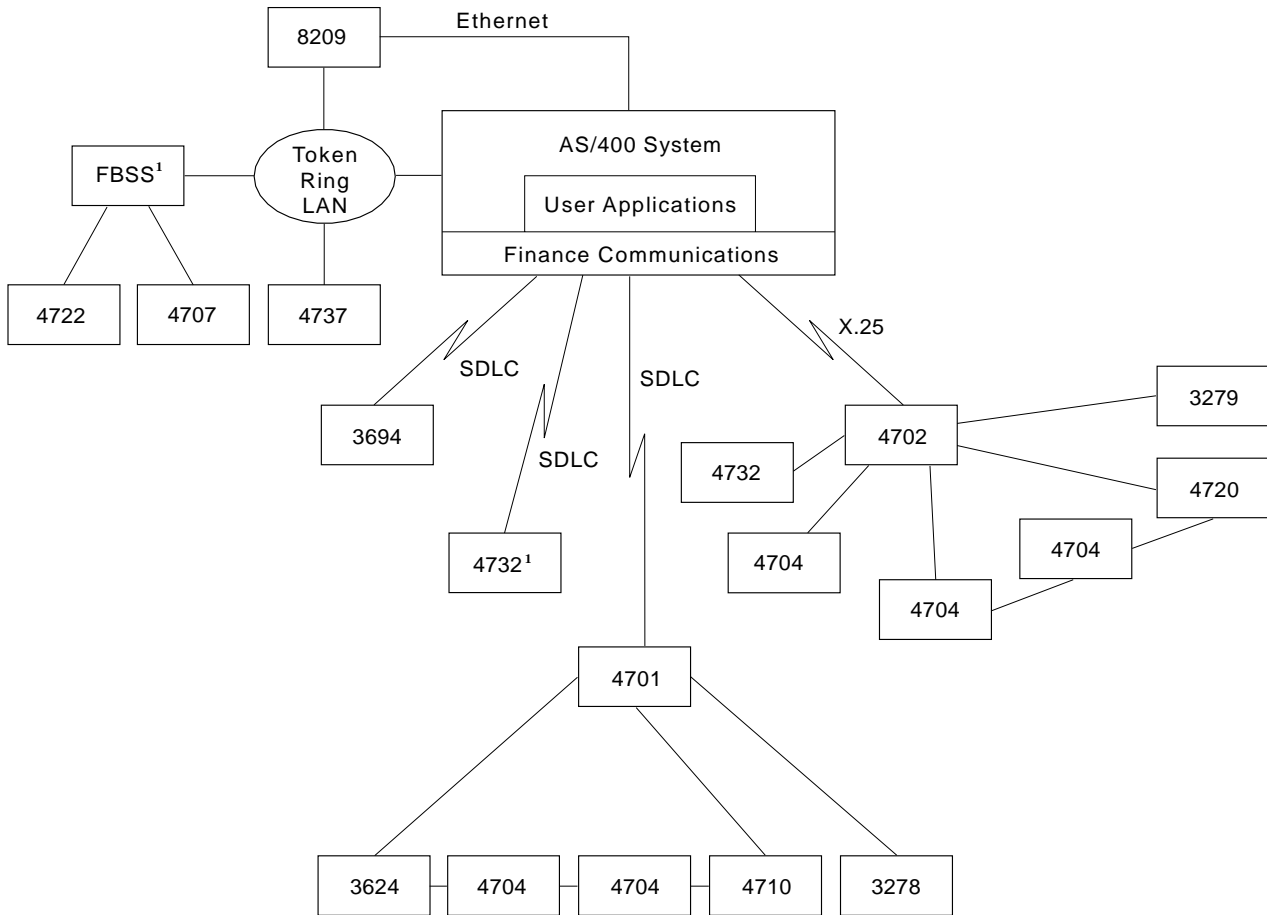 Ethernet
8209
AS/400 System
Token
Ring
LAN
FBSS¹
User Applications
Finance Communications
4722
4707
4737
X.25
SDLC
SDLC
3279
3694
4702
SDLC
4732
4720
4732¹
4704
4704
4704
4701
3624
4704
4704
4710
3278